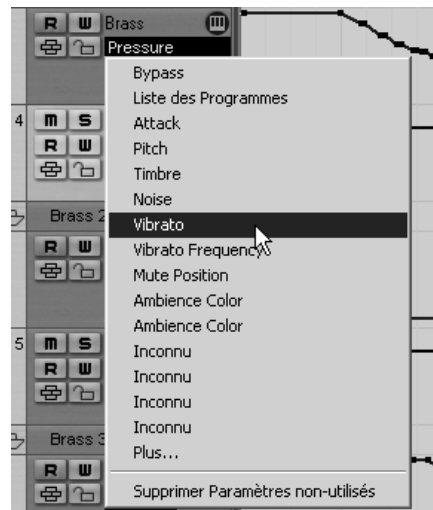 R W Brass
Pressure
Bypass
Liste des Programmes
Attack
4 m S
Pitch
R W
Timbre
Noise
Brass 2
Vibrato
R W
Vibrato Frequency
Mute Position
Ambience Color
Ambience Color
5 m S
Inconnu
R W
Inconnu
Inconnu
Inconnu
Brass 3
Plus...
R W
Supprimer Paramètres non-utilisés